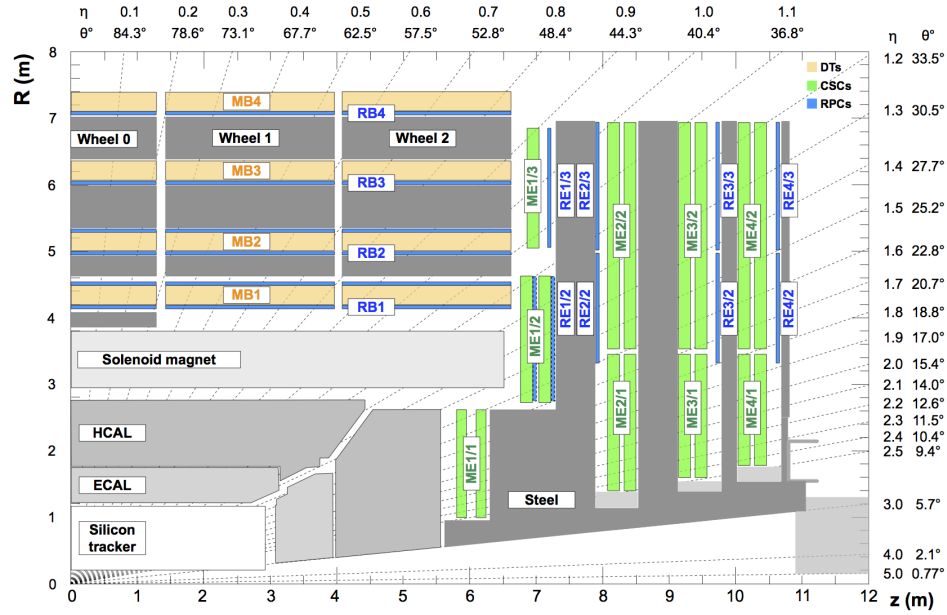 η 0.1 0.2 0.3 0.4 0.5 0.6 0.7 0.8 0.9 1.0 1.1 η θ°
θ° 84.3° 78.6° 73.1° 67.7° 62.5° 57.5° 52.8° 48.4° 44.3° 40.4° 36.8°
R (m)
8
7
6
5
4
3
2
1
0
1.2 33.5°
DTs
CSCs
RPCs
1.3 30.5°
1.4 27.7°
1.5 25.2°
1.6 22.8°
1.7 20.7°
1.8 18.8°
1.9 17.0°
2.0 15.4°
2.1 14.0°
2.2 12.6°
2.3 11.5°
2.4 10.4°
2.5 9.4°
3.0 5.7°
4.0 2.1°
5.0 0.77°
MB4
RB4
Wheel 0 Wheel 1 Wheel 2
MB3
RB3
MB2
RB2
MB1
RB1
Solenoid magnet
HCAL
ECAL
Silicon
tracker
Steel
ME1/3
RE1/3
RE2/3
ME2/2
ME3/2
RE3/3
ME4/2
RE4/3
ME1/2
RE1/2
RE2/2
RE3/2
RE4/2
ME1/1
ME2/1
ME3/1
ME4/1
0 1 2 3 4 5 6 7 8 9 10 11 12
z (m)